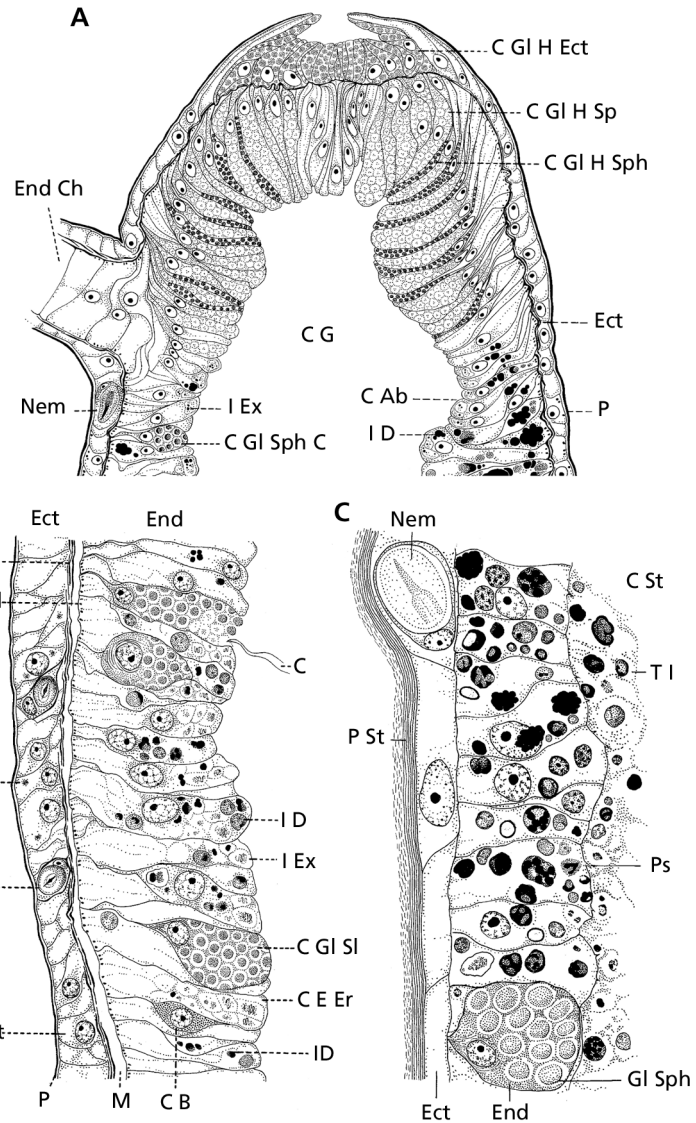 A
C Gl H Ect
C Gl H Sp
C Gl H Sph
End Ch
C G
Ect
C Ab
P
Nem
I Ex
I D
C Gl Sph C
Ect
End
C
Nem
C St
C
T I
P St
I D
I Ex
Ps
C Gl Sl
C E Er
ID
Gl Sph
P
M
C B
Ect
End